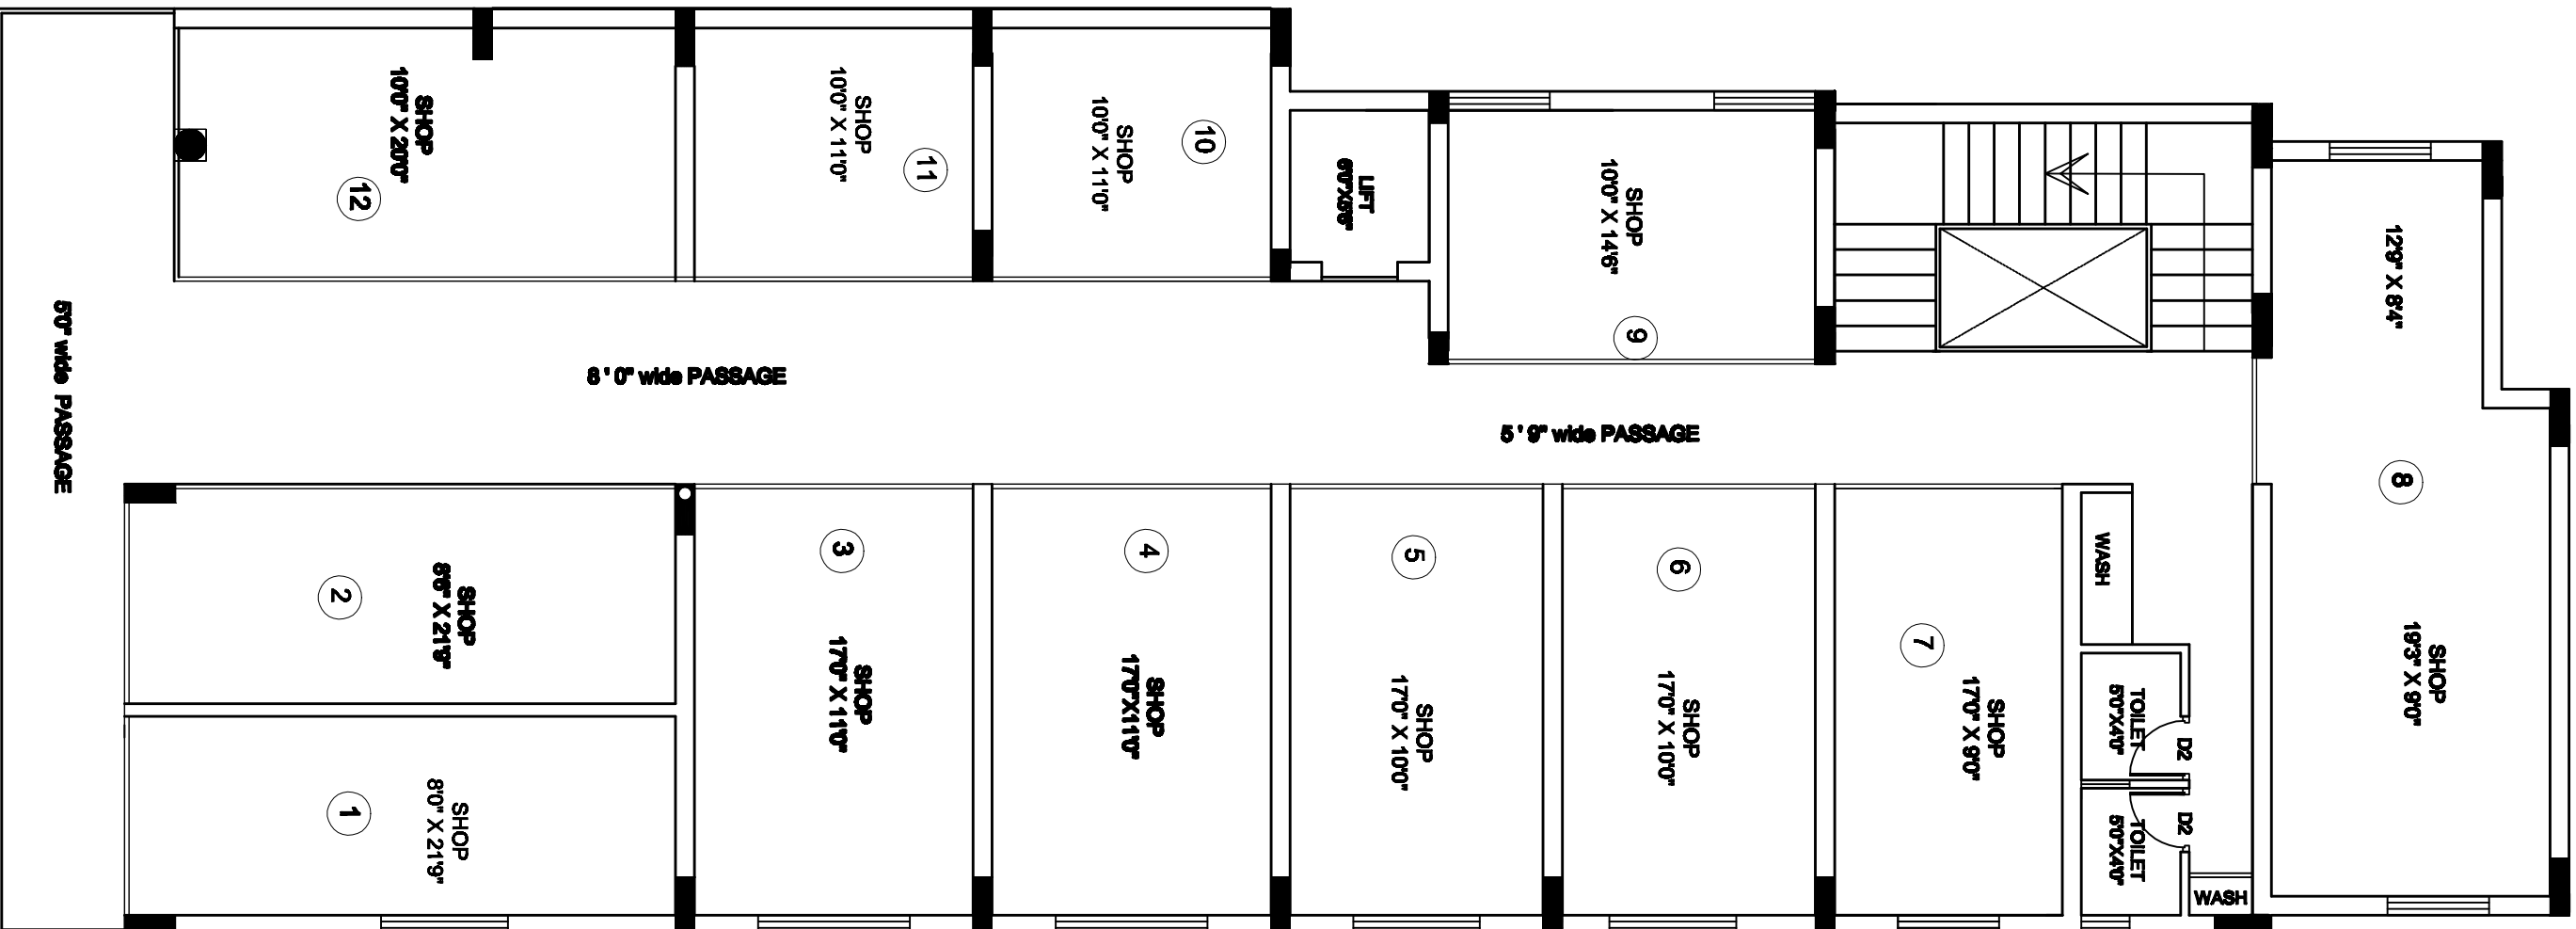 SHOP
10'0" X 20'0"
12
SHOP
10'0" X 11'0"
11
SHOP
10'0" X 11'0"
10
LIFT
SHOP
10'0" X 14'6"
9
12'9" X 8'4"
8
SHOP
19'3" X 9'0"
5'0" wide PASSAGE
8 ' 0" wide PASSAGE
5 ' 9" wide PASSAGE
2
SHOP
8'6" X 21'9"
1
SHOP
8'0" X 21'9"
3
SHOP
17'0" X 11'0"
4
SHOP
17'0"X11'0"
5
SHOP
17'0" X 10'0"
6
SHOP
17'0" X 10'0"
7
SHOP
17'0" X 9'0"
WASH
TOILET
5'0"X4'0"
D2
TOILET
5'0"X4'0"
D2
WASH